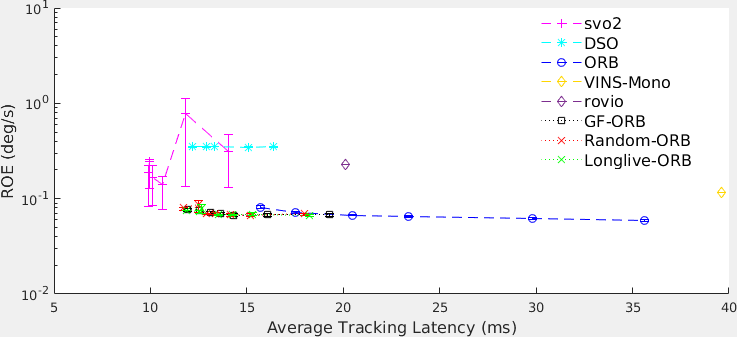 10^1
svo2
DSO
ORB
VINS-Mono
10^0
rovio
GF-ORB
Random-ORB
Longlive-ORB
ROE (deg/s)
10^-1
10^-2
5 10 15 20 25 30 35 40
Average Tracking Latency (ms)